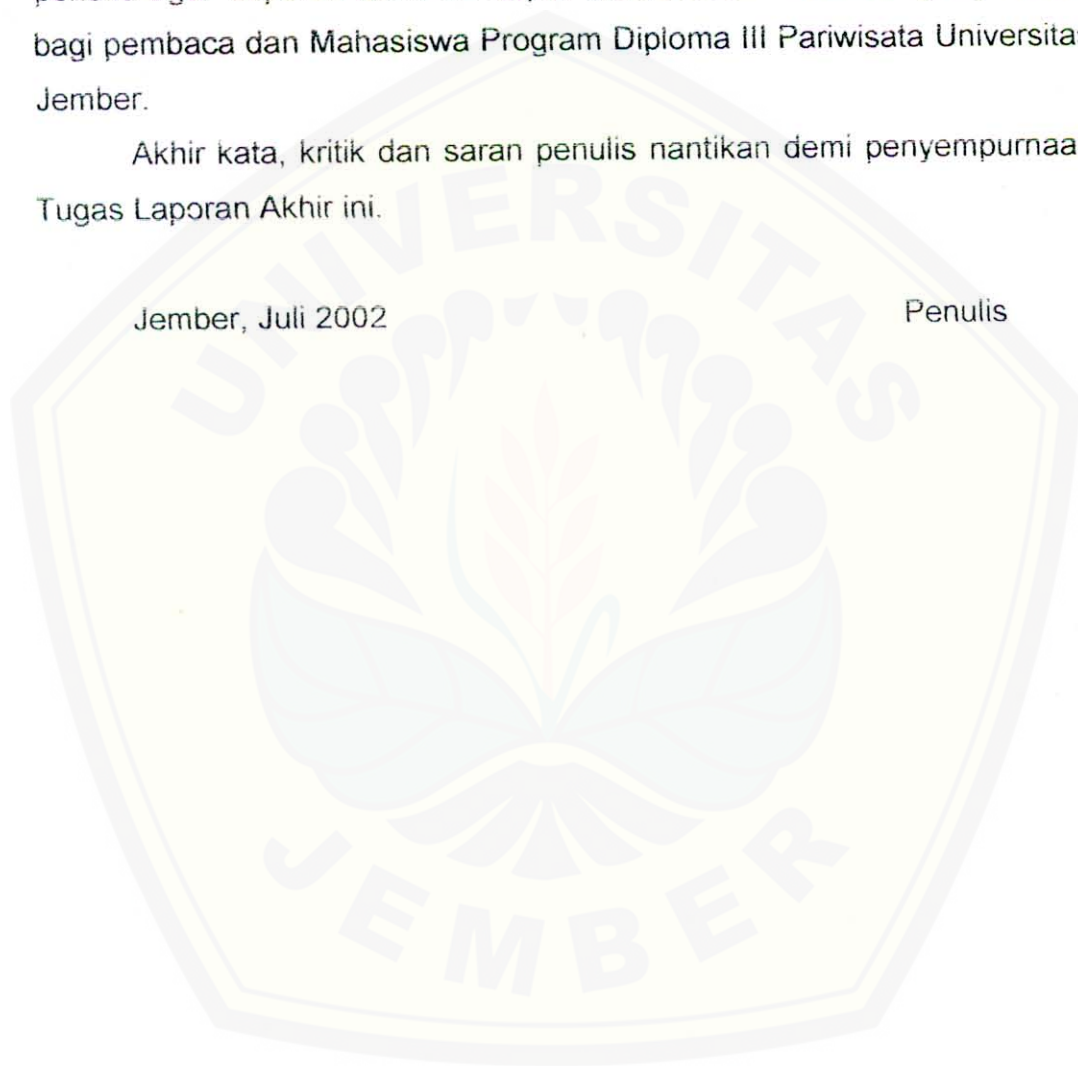 bagi pembaca dan Mahasiswa Program Diploma III Pariwisata Universita
Jember.
Akhir kata, kritik dan saran penulis nantikan demi penyempurnaa
Tugas Laporan Akhir ini.
Jember, Juli 2002 Penulis
UNIVERSITAS
JEMBER